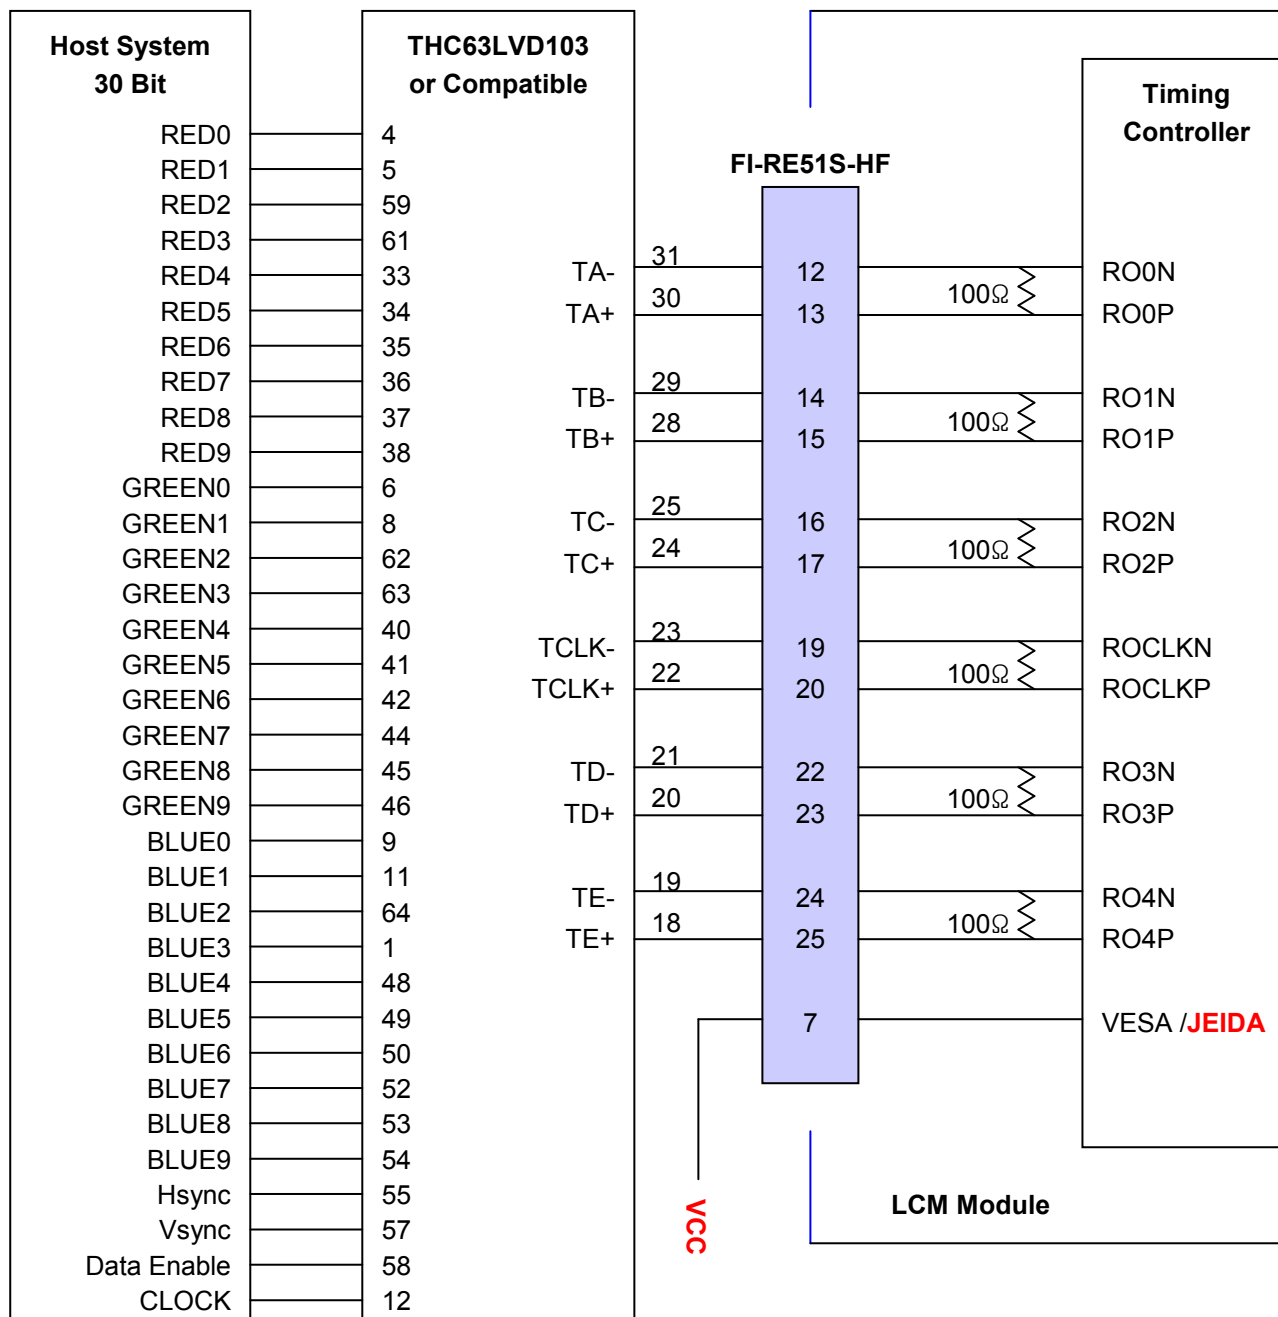 Host System
30 Bit
RED0
RED1
RED2
RED3
RED4
RED5
RED6
RED7
RED8
RED9
GREEN0
GREEN1
GREEN2
GREEN3
GREEN4
GREEN5
GREEN6
GREEN7
GREEN8
GREEN9
BLUE0
BLUE1
BLUE2
BLUE3
BLUE4
BLUE5
BLUE6
BLUE7
BLUE8
BLUE9
Hsync
Vsync
Data Enable
CLOCK
THC63LVD103
or Compatible
4
5
59
61
33
34
35
36
37
38
6
8
62
63
40
41
42
44
45
46
9
11
64
1
48
49
50
52
53
54
55
57
58
12
TA-
TA+
TB-
TB+
TC-
TC+
TCLK-
TCLK+
TD-
TD+
TE-
TE+
31
30
29
28
25
24
23
22
21
20
19
18
VCC
FI-RE51S-HF
12
13
14
15
16
17
19
20
22
23
24
25
7
100Ω
100Ω
100Ω
100Ω
100Ω
100Ω
Timing
Controller
RO0N
RO0P
RO1N
RO1P
RO2N
RO2P
ROCLKN
ROCLKP
RO3N
RO3P
RO4N
RO4P
VESA /JEIDA
LCM Module